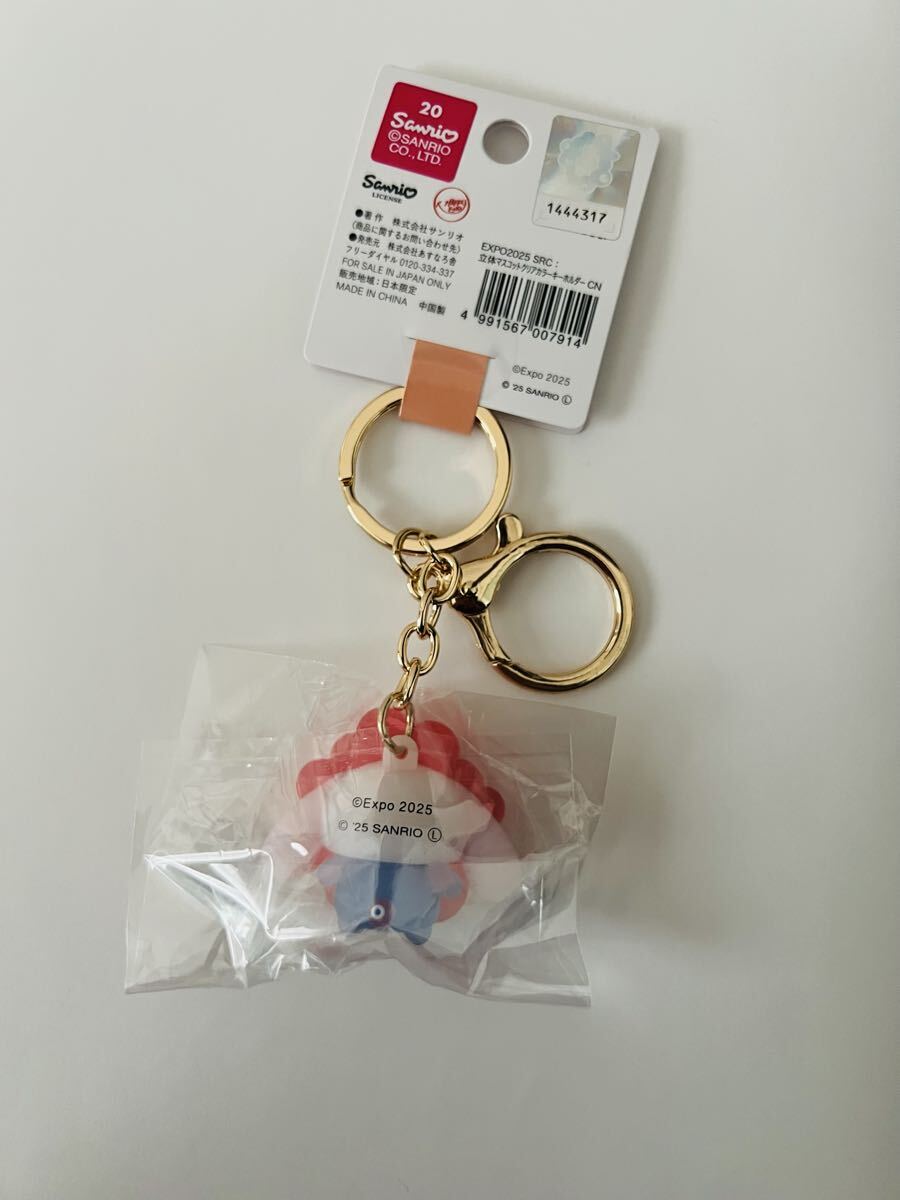 20
Sanrio
©SANRIO
CO., LTD.
Sanrio
LICENSE
1444317
●著作 株式会社サンリオ
(商品に関するお問い合わせ先)
●発売元 株式会社あすなろ舎
フリーダイヤル 0120-334-337
FOR SALE IN JAPAN ONLY
販売地域:日本限定
MADE IN CHINA 中国製
EXPO2025 SRC:
立体マスコットクリアカラーキーホルダー CN
4 991567 007914
©Expo 2025
© '25 SANRIO Ⓛ
©Expo 2025
© '25 SANRIO Ⓛ